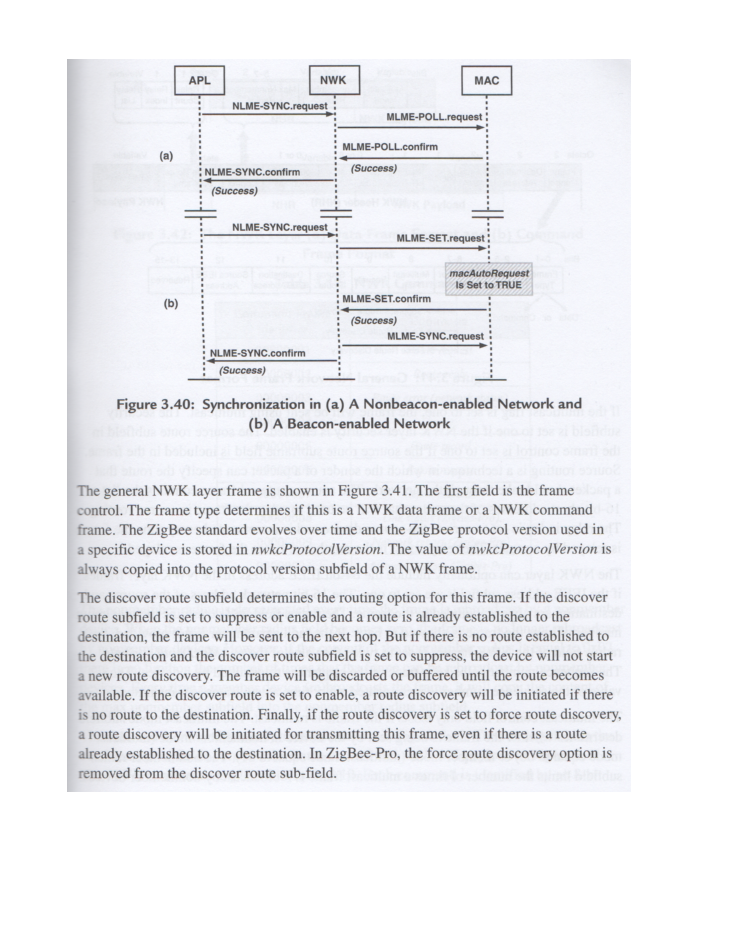 APL NWK MAC
NLME-SYNC.request
MLME-POLL.request
MLME-POLL.confirm
(a)
(Success)
NLME-SYNC.confirm
(Success)
NLME-SYNC.request
MLME-SET.request
macAutoRequest
Is Set to TRUE
(b)
MLME-SET.confirm
(Success)
MLME-SYNC.request
NLME-SYNC.confirm
(Success)
Figure 3.40: Synchronization in (a) A Nonbeacon-enabled Network and
(b) A Beacon-enabled Network
The general NWK layer frame is shown in Figure 3.41. The first field is the frame
control. The frame type determines if this is a NWK data frame or a NWK command
frame. The ZigBee standard evolves over time and the ZigBee protocol version used in
a specific device is stored in nwkcProtocolVersion. The value of nwkcProtocolVersion is
always copied into the protocol version subfield of a NWK frame.
The discover route subfield determines the routing option for this frame. If the discover
route subfield is set to suppress or enable and a route is already established to the
destination, the frame will be sent to the next hop. But if there is no route established to
the destination and the discover route subfield is set to suppress, the device will not start
a new route discovery. The frame will be discarded or buffered until the route becomes
available. If the discover route is set to enable, a route discovery will be initiated if there
is no route to the destination. Finally, if the route discovery is set to force route discovery,
a route discovery will be initiated for transmitting this frame, even if there is a route
already established to the destination. In ZigBee-Pro, the force route discovery option is
removed from the discover route sub-field.